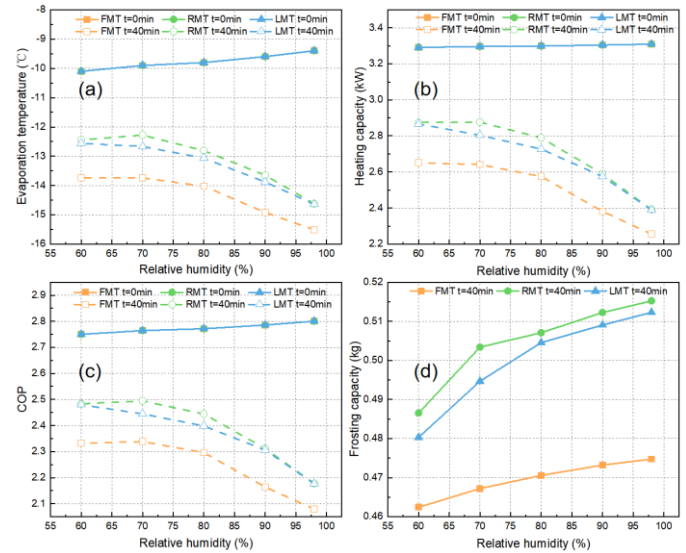 FMT t=0min RMT t=0min LMT t=0min
FMT t=40min RMT t=40min LMT t=40min
-8
-9
-10
-11
-12
-13
-14
-15
-16
Evaporation temperature (℃)
(a)
55 60 65 70 75 80 85 90 95 100
Relative humidity (%)
FMT t=0min RMT t=0min LMT t=0min
FMT t=40min RMT t=40min LMT t=40min
3.4
3.2
3.0
2.8
2.6
2.4
2.2
Heating capacity (kW)
(b)
55 60 65 70 75 80 85 90 95 100
Relative humidity (%)
FMT t=0min RMT t=0min LMT t=0min
FMT t=40min RMT t=40min LMT t=40min
2.9
2.8
2.7
2.6
2.5
2.4
2.3
2.2
2.1
COP
(c)
55 60 65 70 75 80 85 90 95 100
Relative humidity (%)
FMT t=40min RMT t=40min LMT t=40min
0.52
0.51
0.50
0.49
0.48
0.47
0.46
Frosting capacity (kg)
(d)
55 60 65 70 75 80 85 90 95 100
Relative humidity (%)